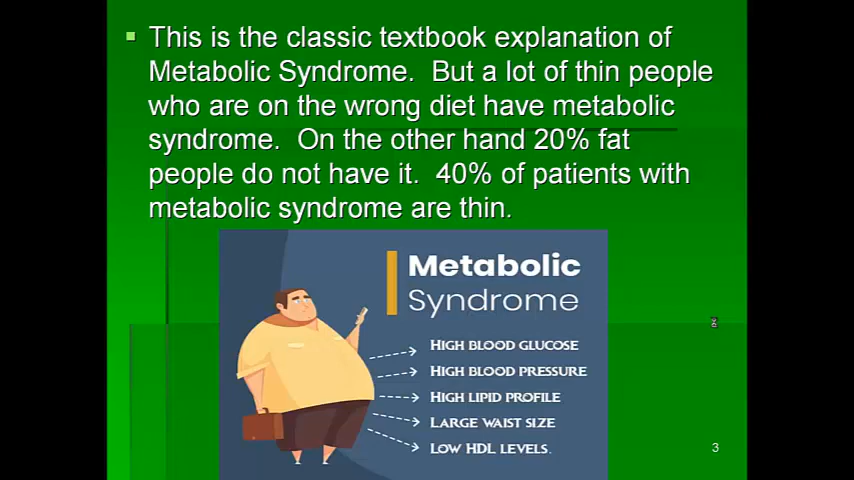 This is the classic textbook explanation of
Metabolic Syndrome. But a lot of thin people
who are on the wrong diet have metabolic
syndrome. On the other hand 20% fat
people do not have it. 40% of patients with
metabolic syndrome are thin.
Metabolic
Syndrome
HIGH BLOOD GLUCOSE
HIGH BLOOD PRESSURE
HIGH LIPID PROFILE
LARGE WAIST SIZE
LOW HDL LEVELS.
3